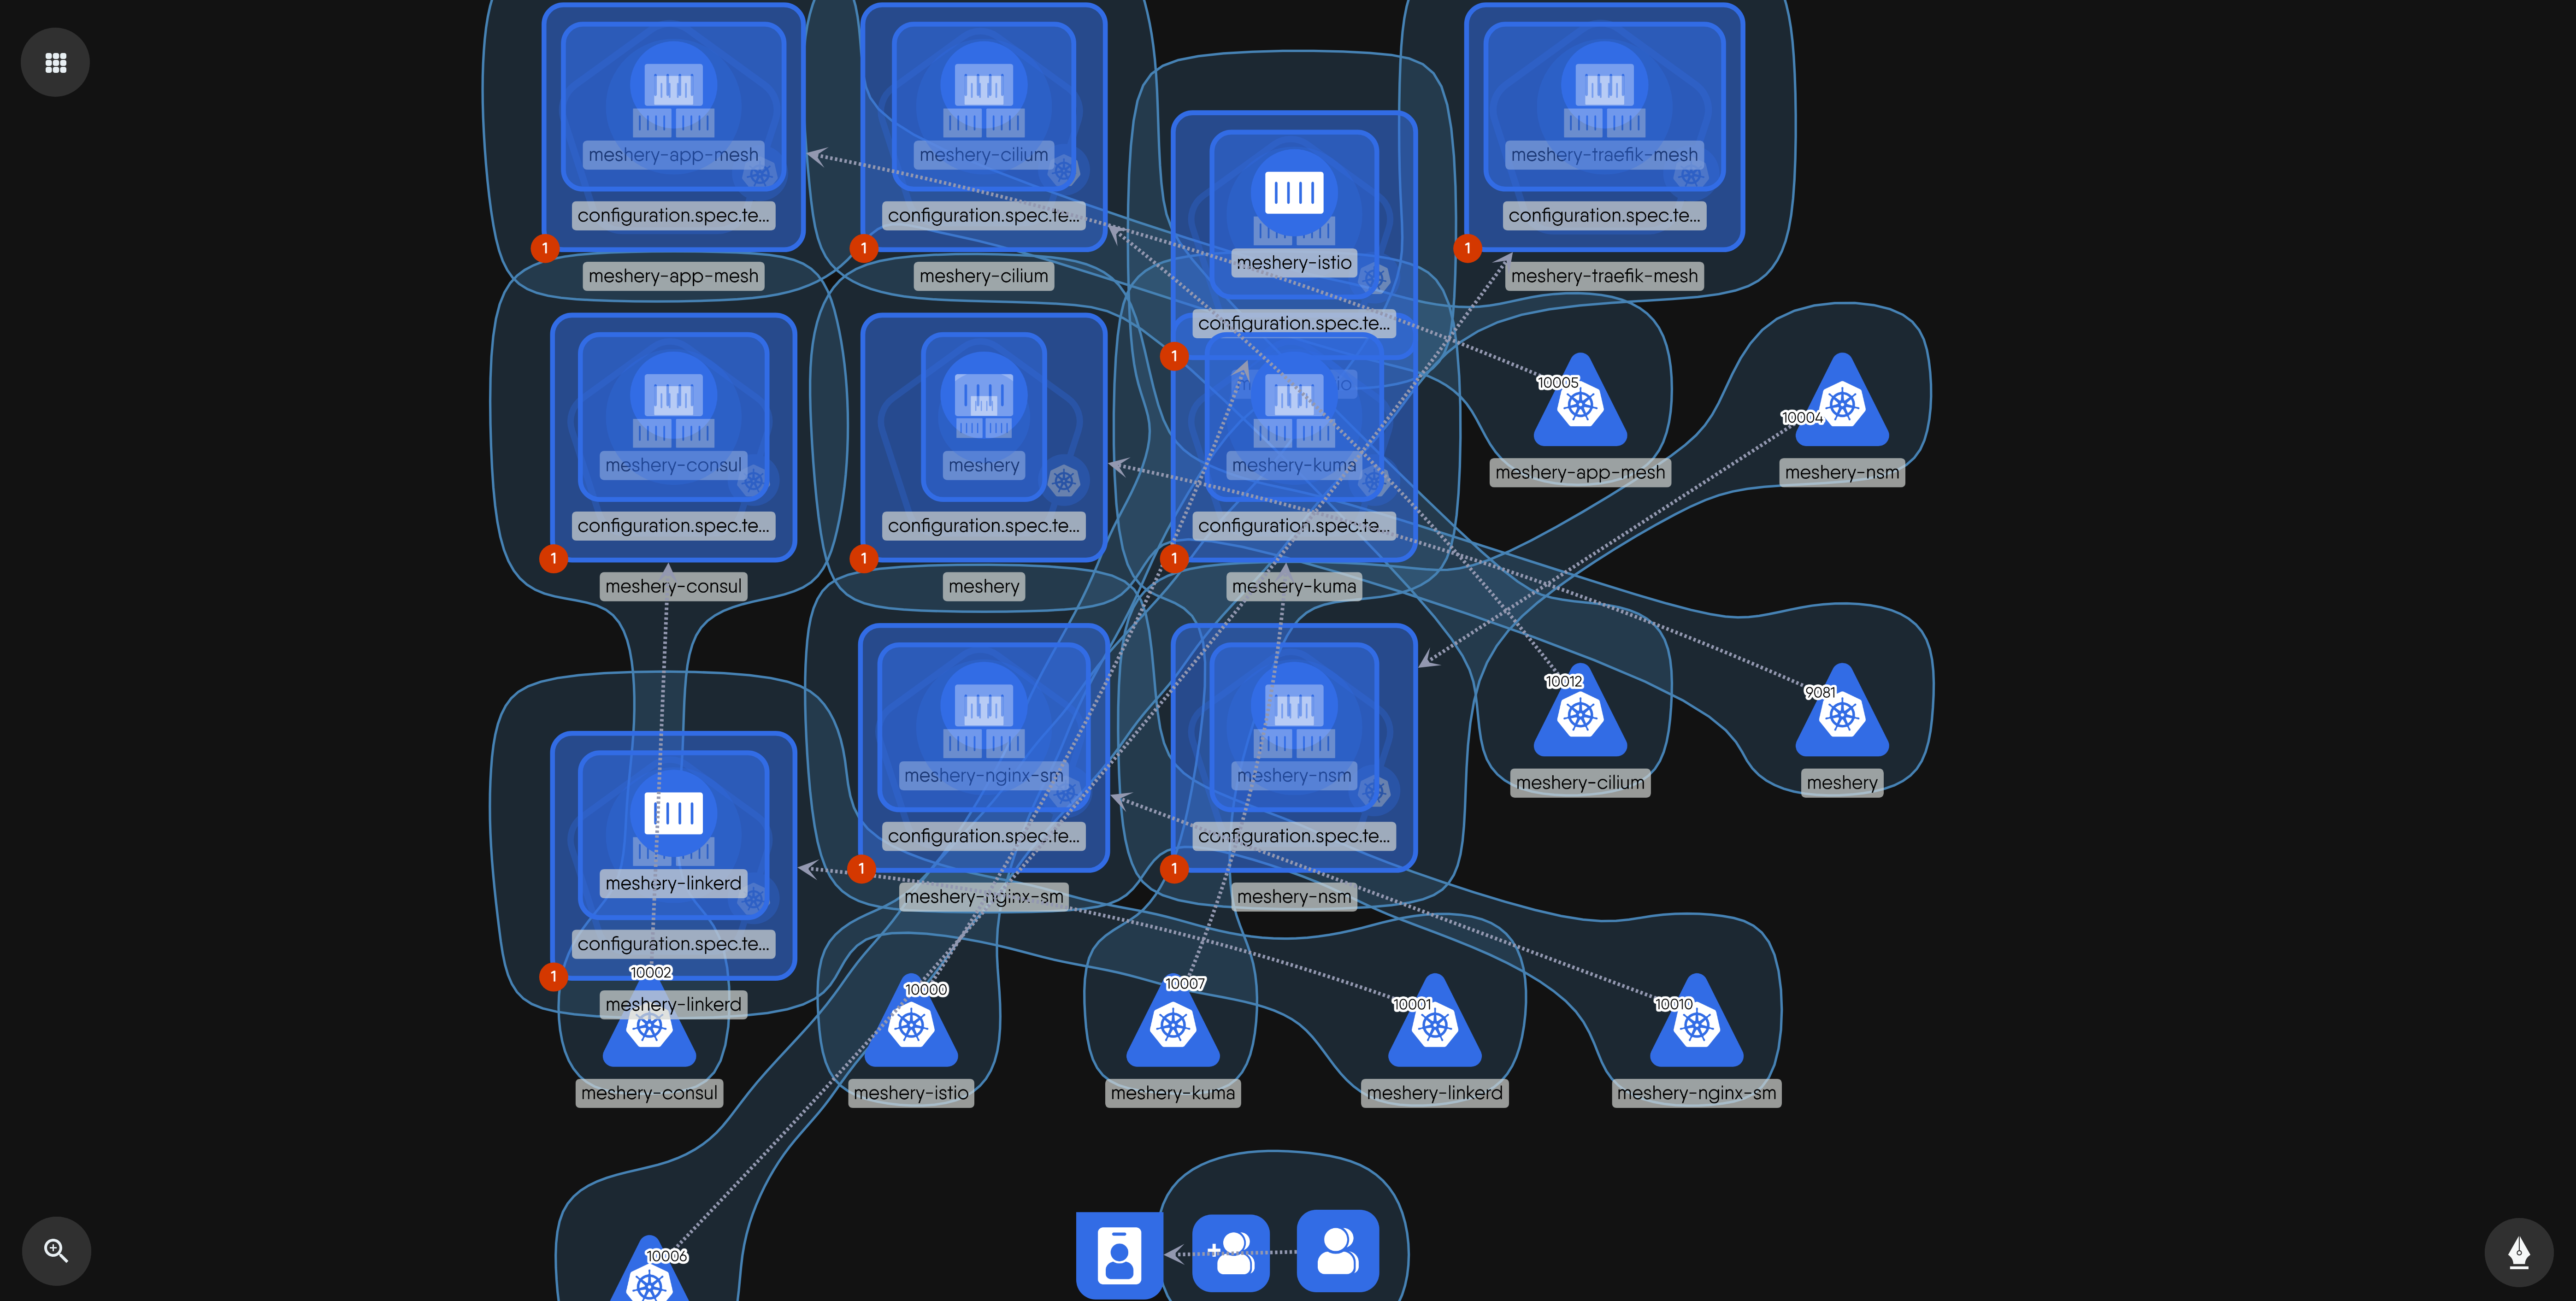 meshery-app-mesh
configuration.spec.te...
1
meshery-app-mesh
meshery-cilium
configuration.spec.te...
1
meshery-cilium
meshery-istio
configuration.spec.te...
1
meshery-traefik-mesh
configuration.spec.te...
1
meshery-traefik-mesh
meshery-consul
configuration.spec.te...
1
meshery-consul
meshery
configuration.spec.te...
1
meshery
io
meshery-kuma
configuration.spec.te...
1
meshery-kuma
10005
meshery-app-mesh
10004
meshery-nsm
meshery-linkerd
configuration.spec.te...
1
meshery-linkerd
meshery-nginx-sm
configuration.spec.te...
1
meshery-nginx-sm
meshery-nsm
configuration.spec.te...
1
meshery-nsm
10012
meshery-cilium
9081
meshery
10002
meshery-consul
10000
meshery-istio
10007
meshery-kuma
10001
meshery-linkerd
10010
meshery-nginx-sm
10006